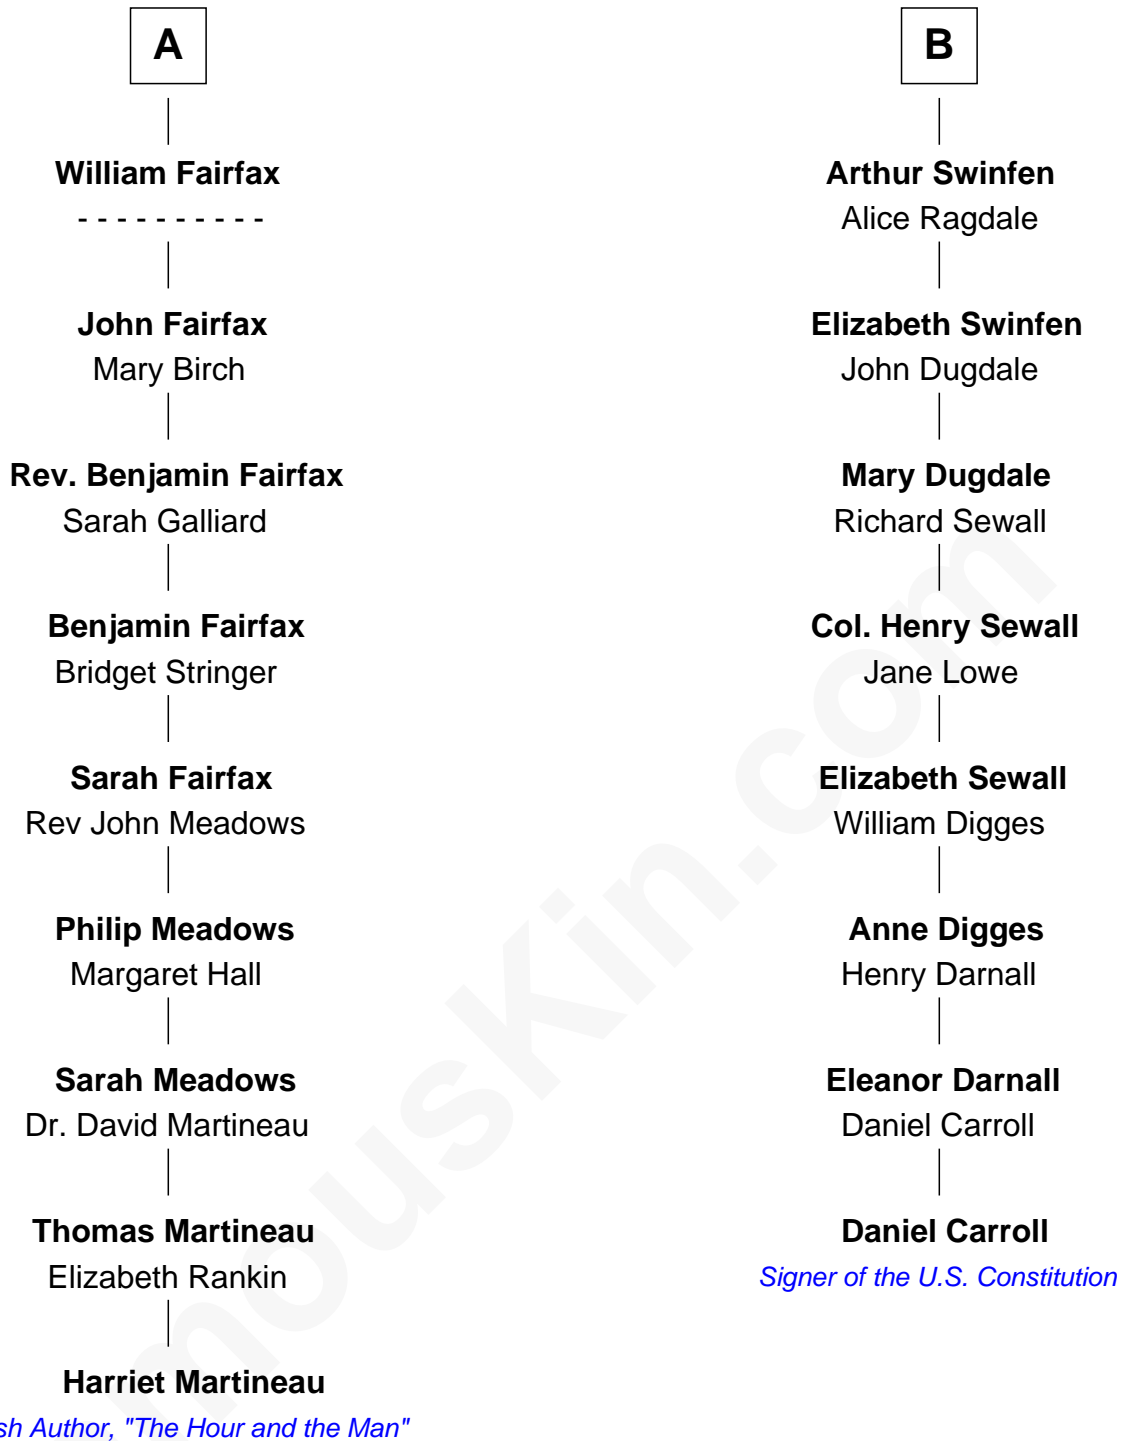 A
William Fairfax
- - - - - - - - - -
John Fairfax
Mary Birch
Rev. Benjamin Fairfax
Sarah Galliard
Benjamin Fairfax
Bridget Stringer
Sarah Fairfax
Rev John Meadows
Philip Meadows
Margaret Hall
Sarah Meadows
Dr. David Martineau
Thomas Martineau
Elizabeth Rankin
Harriet Martineau
sh Author, "The Hour and the Man"
B
Arthur Swinfen
Alice Ragdale
Elizabeth Swinfen
John Dugdale
Mary Dugdale
Richard Sewall
Col. Henry Sewall
Jane Lowe
Elizabeth Sewall
William Digges
Anne Digges
Henry Darnall
Eleanor Darnall
Daniel Carroll
Daniel Carroll
Signer of the U.S. Constitution
mouskin.com